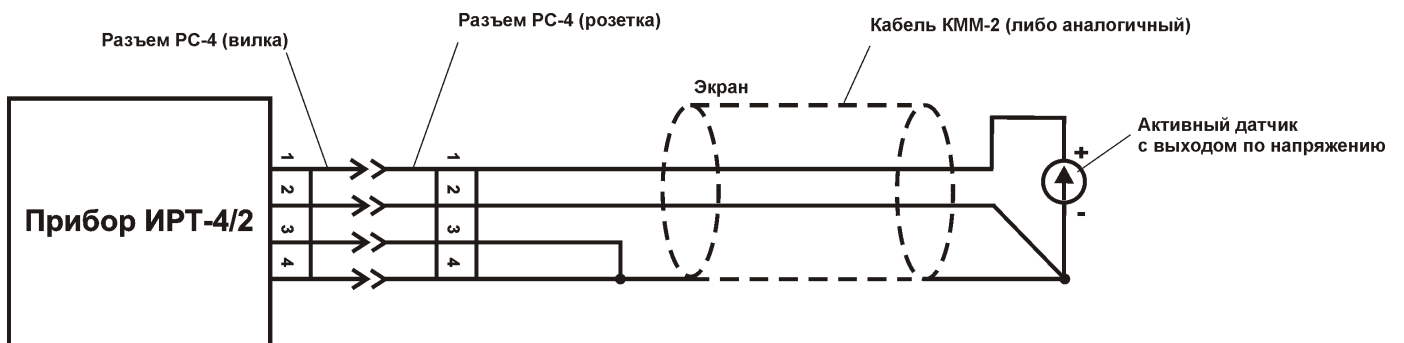 Разъем РС-4 (вилка)
Разъем РС-4 (розетка)
Кабель КММ-2 (либо аналогичный)
Экран
Активный датчик
с выходом по напряжению
Прибор ИРТ-4/2
1
2
3
4
1
2
3
4
+
-